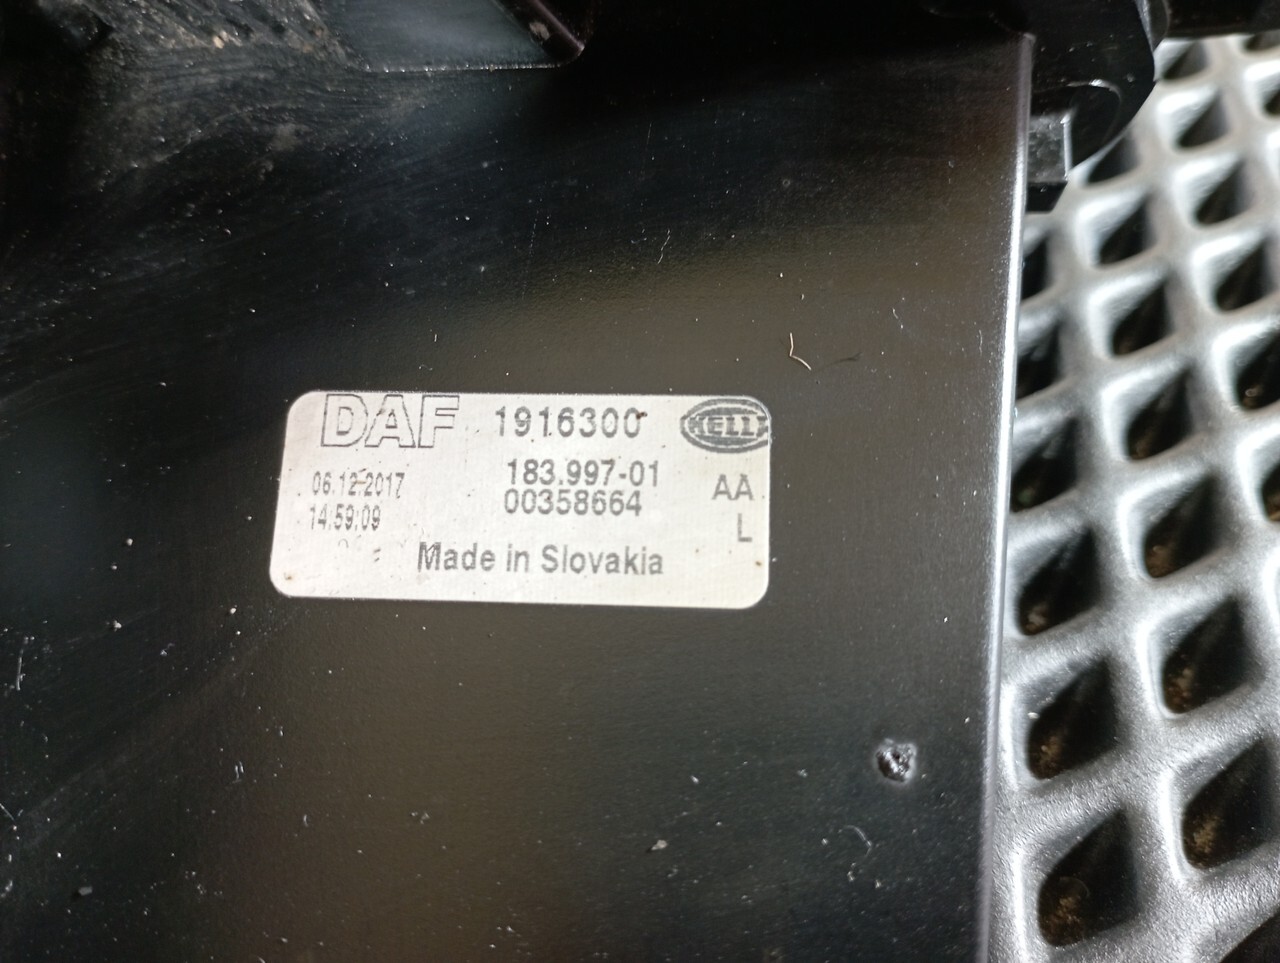 DAF 1916300 HELLA
06.12.2017 183.997-01 AA
14:59:09 00358664 L
Made in Slovakia